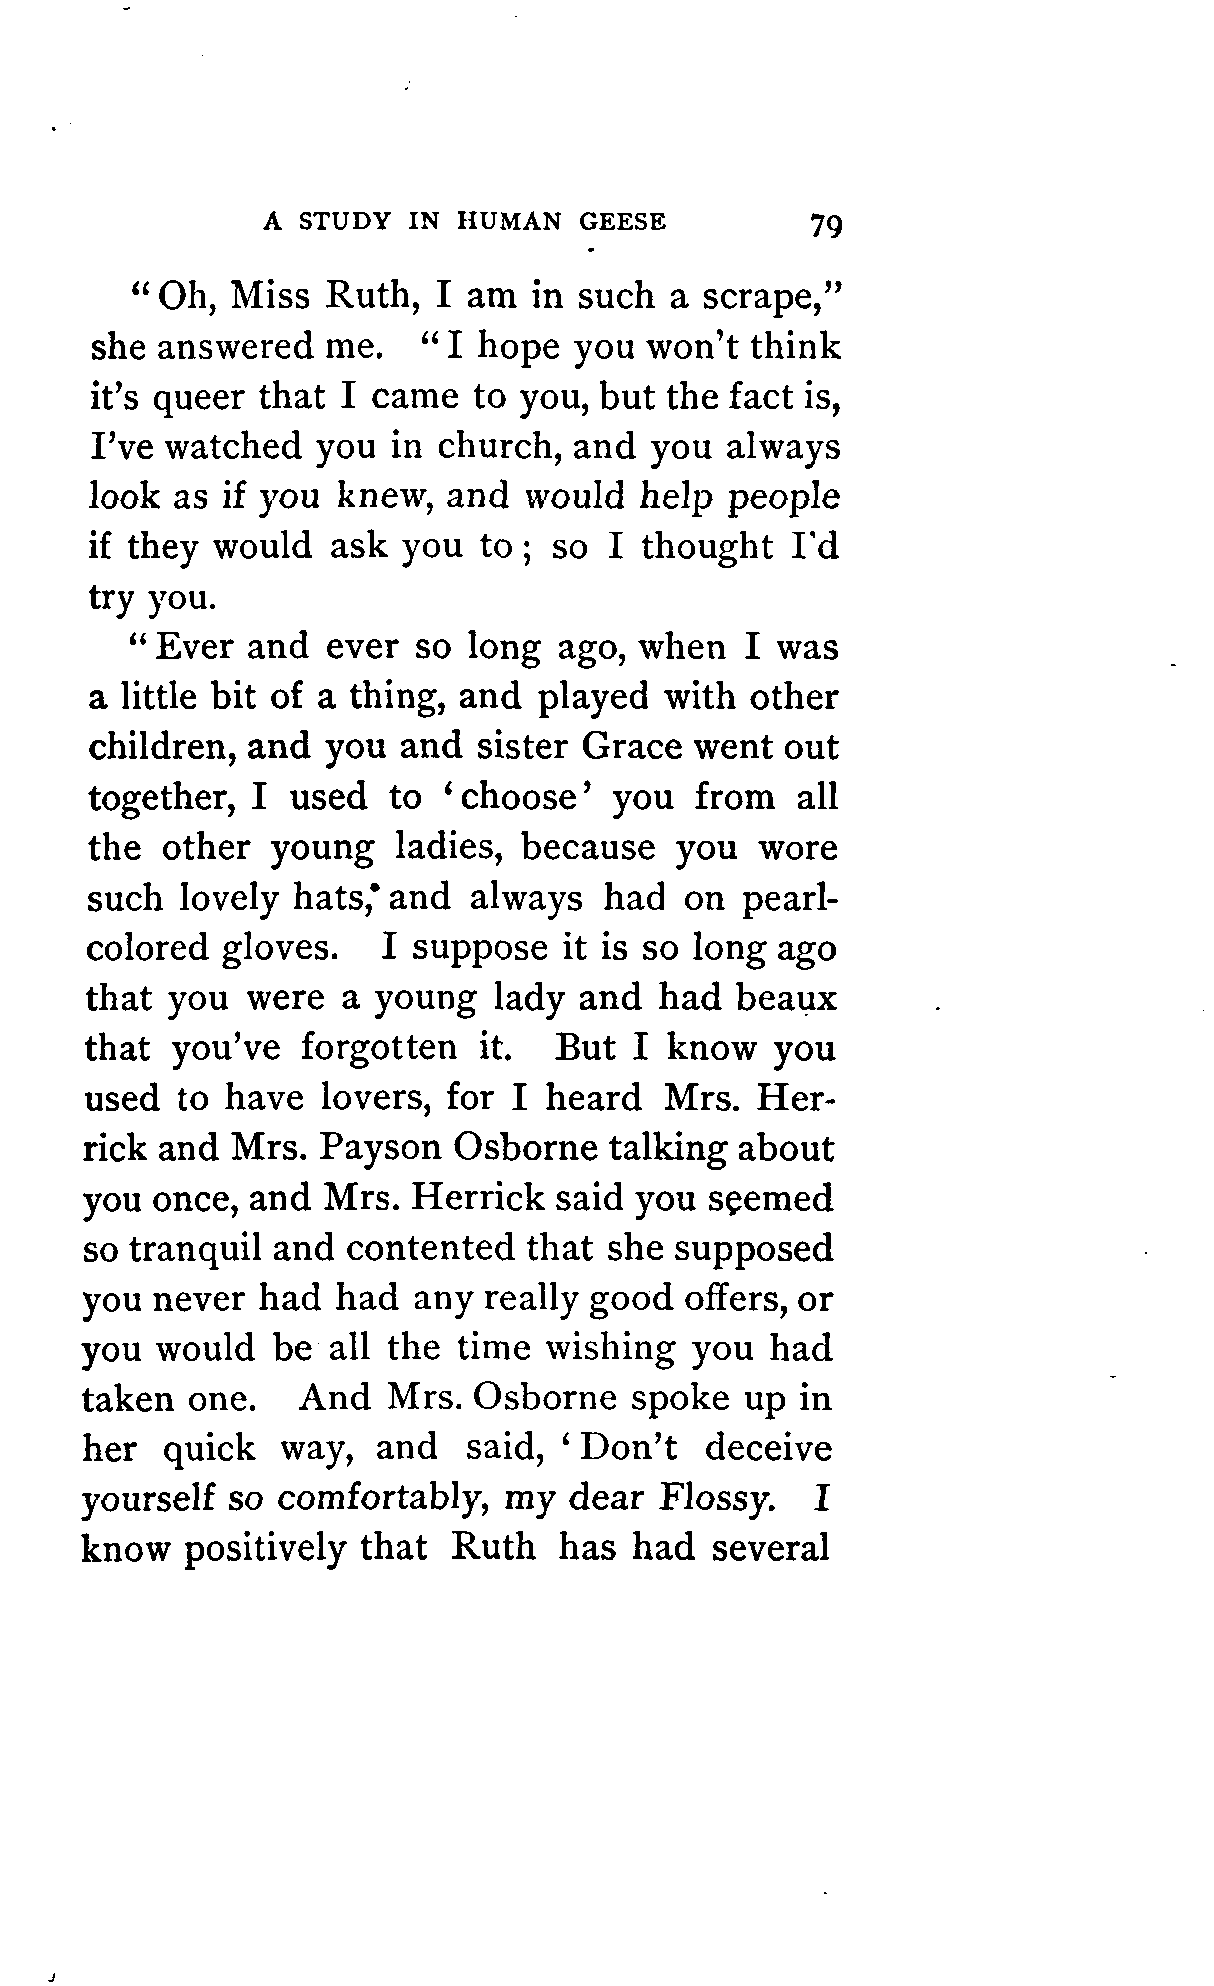 A STUDY IN HUMAN GEESE 79
"Oh, Miss Ruth, I am in such a scrape,"
she answered me. "I hope you won't think
it's queer that I came to you, but the fact is,
I've watched you in church, and you always
look as if you knew, and would help people
if they would ask you to; so I thought I'd
try you.
"Ever and ever so long ago, when I was
a little bit of a thing, and played with other
children, and you and sister Grace went out
together, I used to 'choose' you from all
the other young ladies, because you wore
such lovely hats, and always had on pearl-
colored gloves. I suppose it is so long ago
that you were a young lady and had beaux
that you've forgotten it. But I know you
used to have lovers, for I heard Mrs. Her-
rick and Mrs. Payson Osborne talking about
you once, and Mrs. Herrick said you seemed
so tranquil and contented that she supposed
you never had had any really good offers, or
you would be all the time wishing you had
taken one. And Mrs. Osborne spoke up in
her quick way, and said, 'Don't deceive
yourself so comfortably, my dear Flossy. I
know positively that Ruth has had several